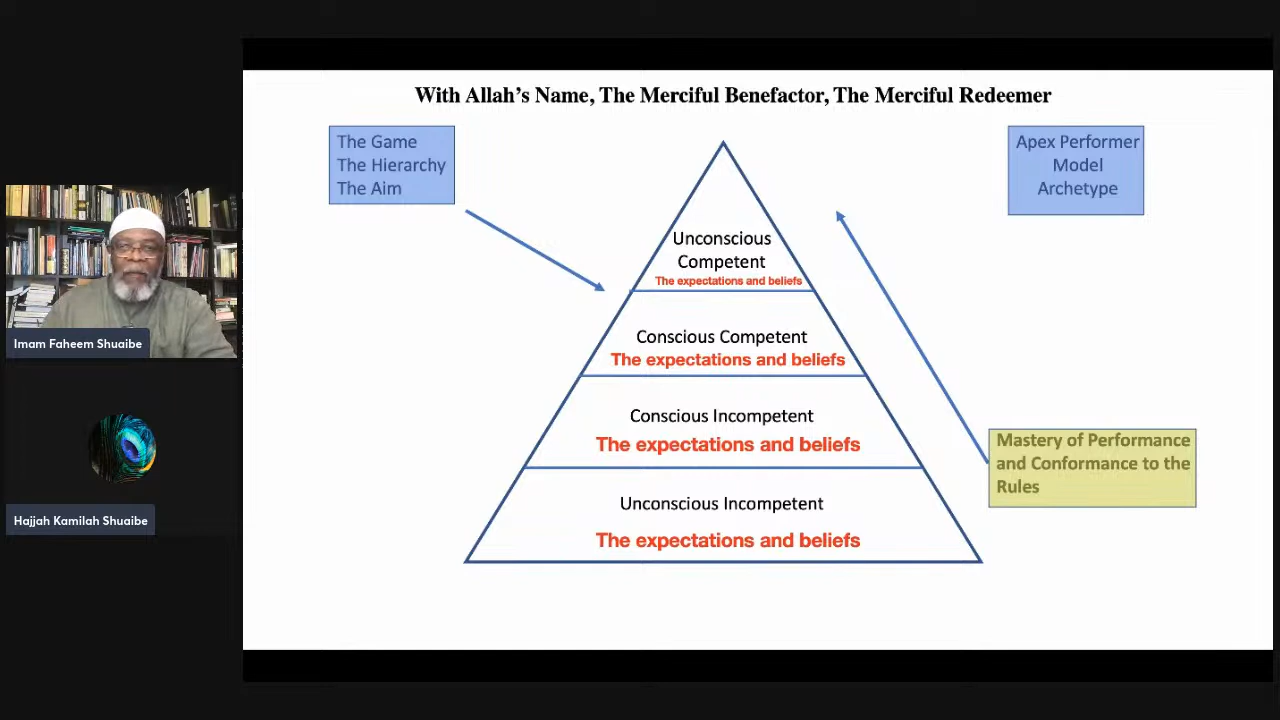 With Allah's Name, The Merciful Benefactor, The Merciful Redeemer
The Game
The Hierarchy
The Aim
Apex Performer
Model
Archetype
Unconscious
Competent
The expectations and beliefs
Conscious Competent
The expectations and beliefs
Conscious Incompetent
The expectations and beliefs
Unconscious Incompetent
The expectations and beliefs
Mastery of Performance
and Conformance to the
Rules
Imam Faheem Shuaibe
Hajjah Kamilah Shuaibe